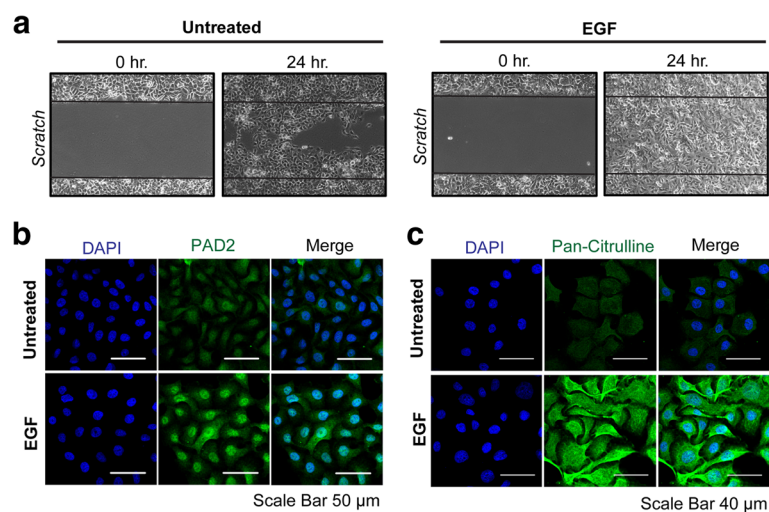 a
Untreated
EGF
0 hr.
24 hr.
0 hr.
24 hr.
Scratch
Scratch
b
DAPI
PAD2
Merge
Untreated
EGF
Scale Bar 50 µm
c
DAPI
Pan-Citrulline
Merge
Untreated
EGF
Scale Bar 40 µm